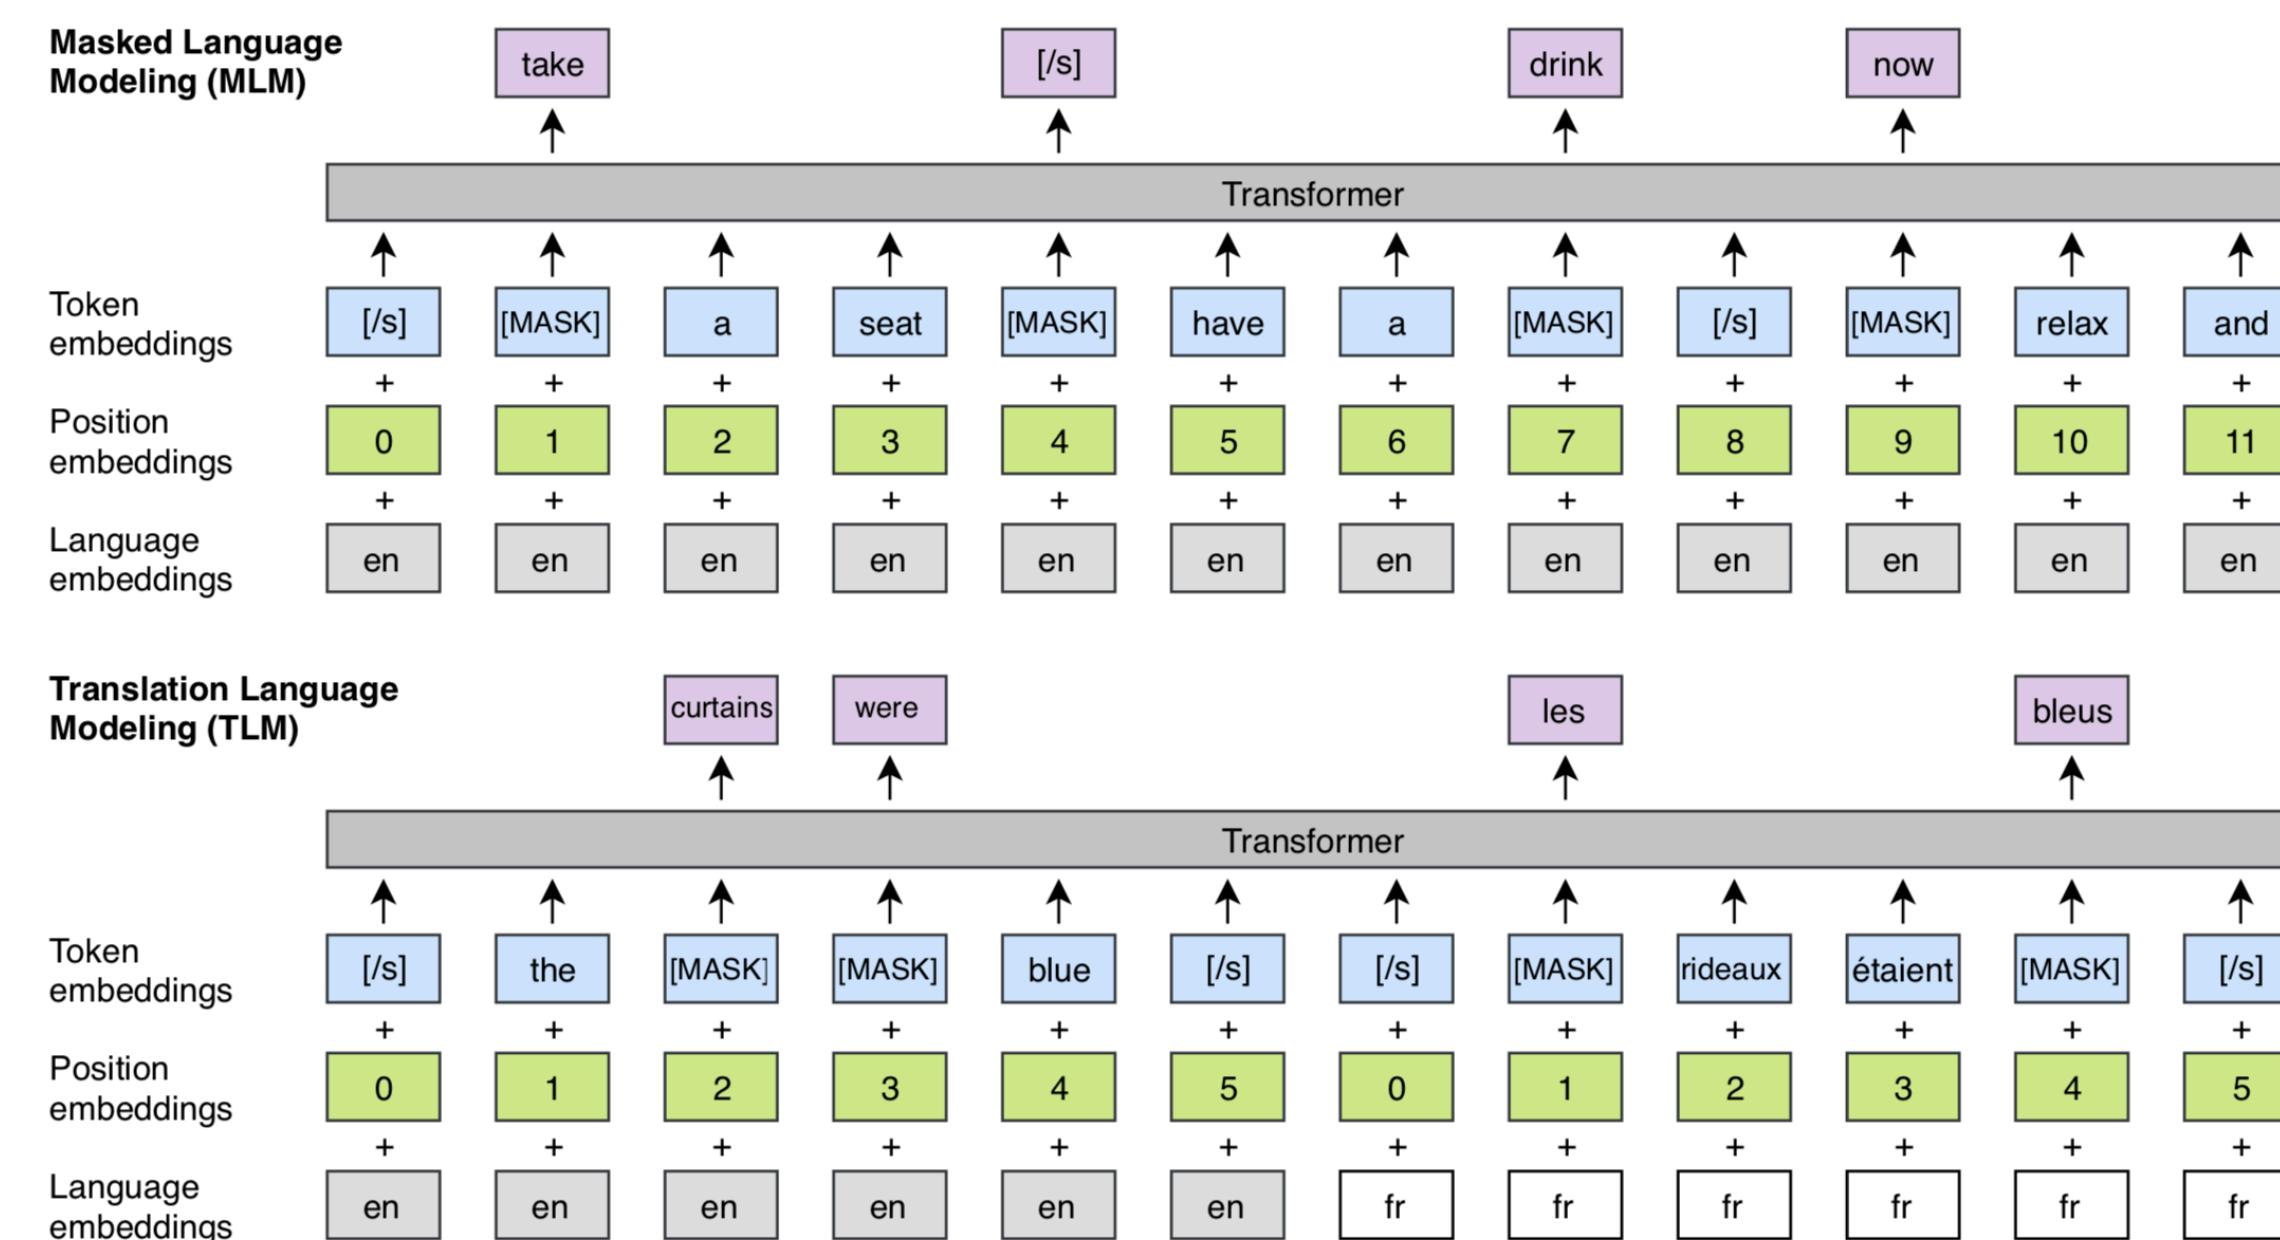 Masked Language
Modeling (MLM)
take [/s] drink now
Transformer
Token
embeddings
[/s] [MASK] a seat [MASK] have a [MASK] [/s] [MASK] relax and
+ + + + + + + + + + + +
Position
embeddings
0 1 2 3 4 5 6 7 8 9 10 11
+ + + + + + + + + + + +
Language
embeddings
en en en en en en en en en en en en
Translation Language
Modeling (TLM)
curtains were les bleus
Transformer
Token
embeddings
[/s] the [MASK] [MASK] blue [/s] [/s] [MASK] rideaux étaient [MASK] [/s]
+ + + + + + + + + + + +
Position
embeddings
0 1 2 3 4 5 0 1 2 3 4 5
+ + + + + + + + + + + +
Language
embeddings
en en en en en en fr fr fr fr fr fr